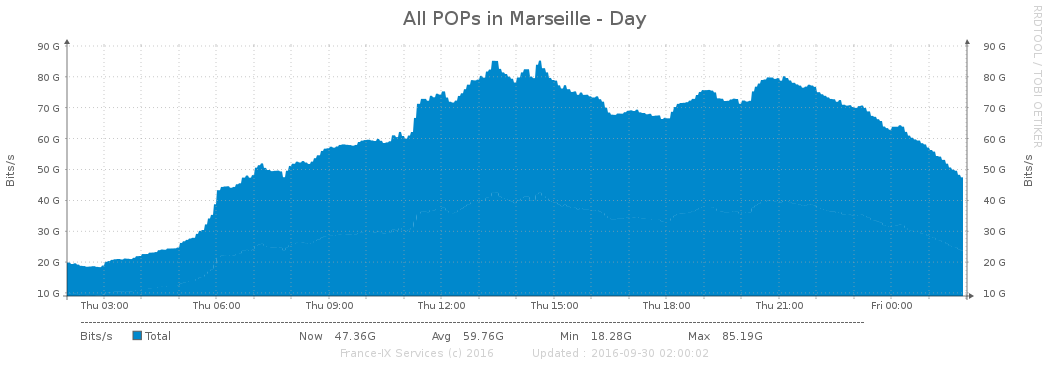 All POPs in Marseille - Day
RRDTOOL / TOBI OETIKER
90 G 90 G
80 G 80 G
70 G 70 G
60 G 60 G
50 G 50 G
40 G 40 G
30 G 30 G
20 G 20 G
10 G 10 G
Bits/s
Bits/s
Thu 03:00 Thu 06:00 Thu 09:00 Thu 12:00 Thu 15:00 Thu 18:00 Thu 21:00 Fri 00:00
Bits/s Total Now 47.36G Avg 59.76G Min 18.28G Max 85.19G
France-IX Services (c) 2016 Updated : 2016-09-30 02:00:02